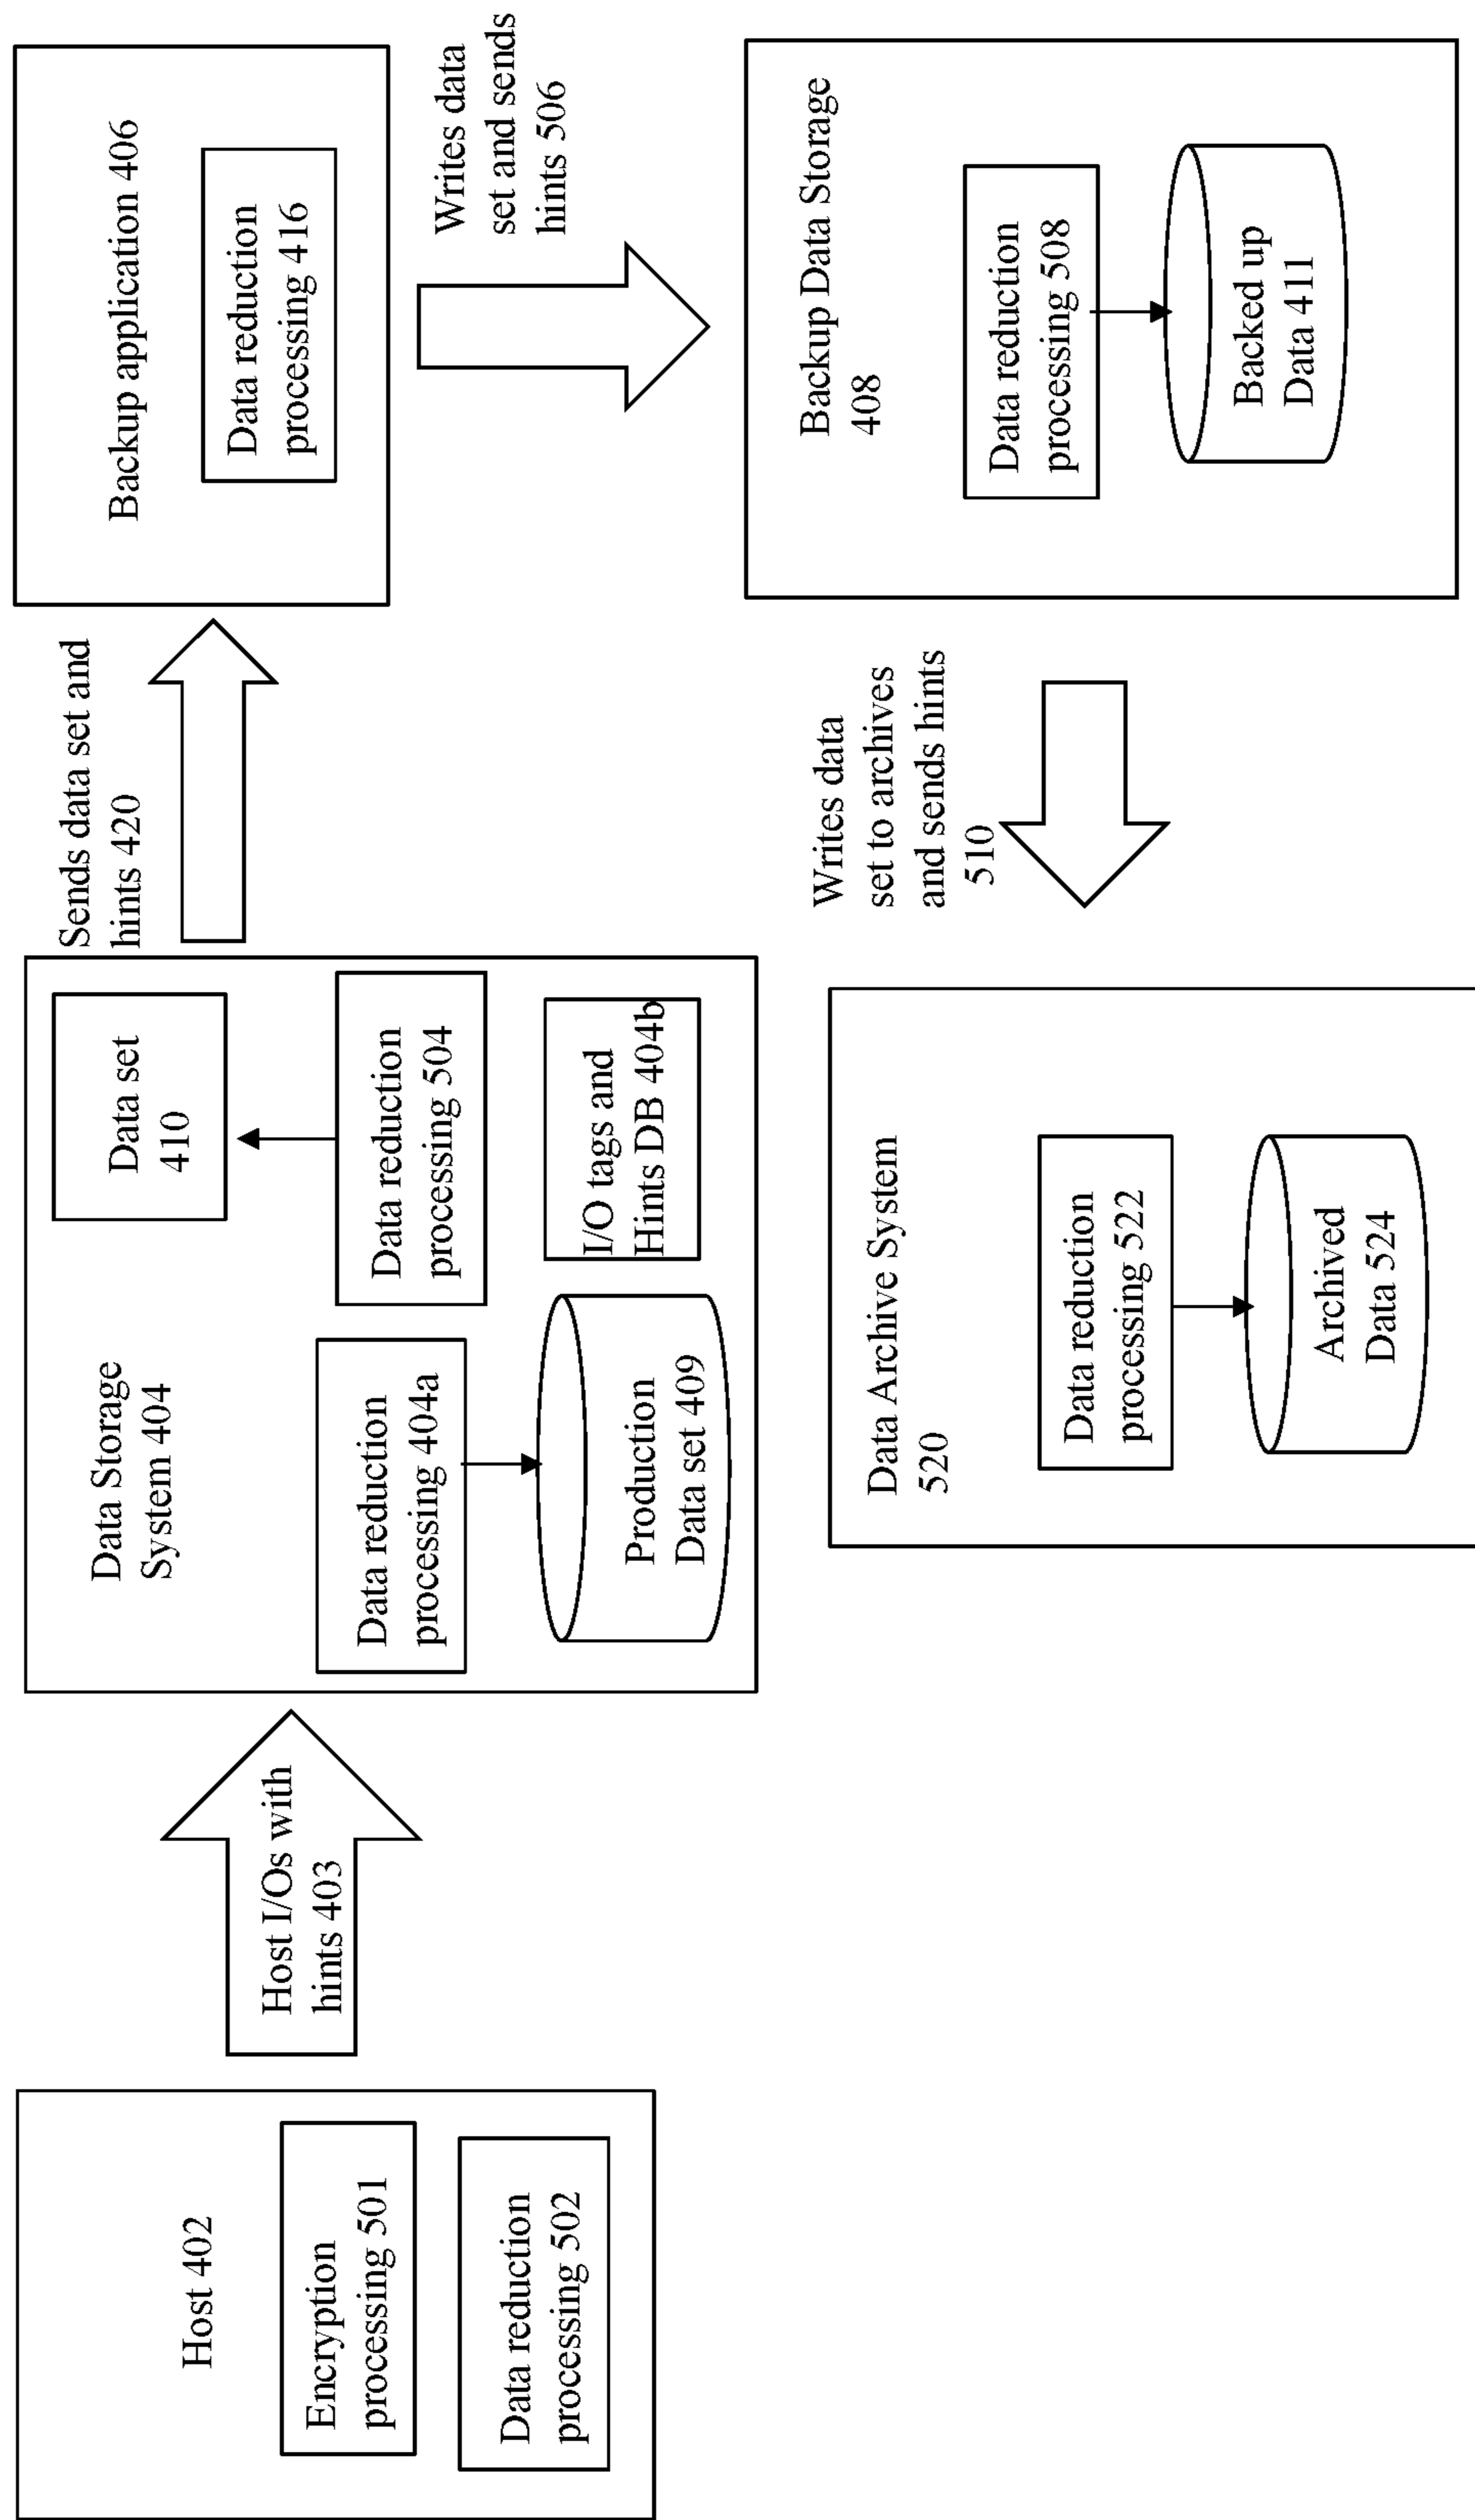 Host 402
Encryption
processing 501
Data reduction
processing 502
Host I/Os with
hints 403
Data Storage
System 404
Data reduction
processing 404a
Production
Data set 409
Data set
410
Data reduction
processing 504
I/O tags and
Hints DB 404b
Sends data set and
hints 420
Backup application 406
Data reduction
processing 416
Writes data
set and sends
hints 506
Backup Data Storage
408
Data reduction
processing 508
Backed up
Data 411
Writes data
set to archives
and sends hints
510
Data Archive System
520
Data reduction
processing 522
Archived
Data 524